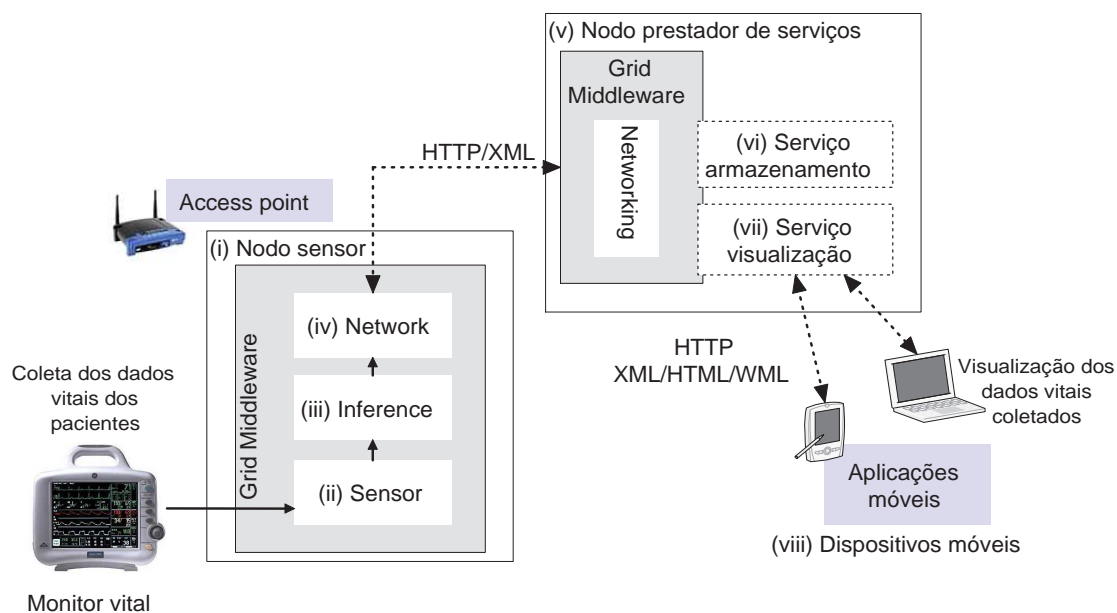 (v) Nodo prestador de serviços
Grid
Middleware
Networking
(vi) Serviço
armazenamento
(vii) Serviço
visualização
HTTP/XML
Access point
(i) Nodo sensor
Grid Middleware
(iv) Network
(iii) Inference
(ii) Sensor
Coleta dos dados
vitais dos
pacientes
Monitor vital
HTTP
XML/HTML/WML
Visualização dos
dados vitais
coletados
Aplicações
móveis
(viii) Dispositivos móveis